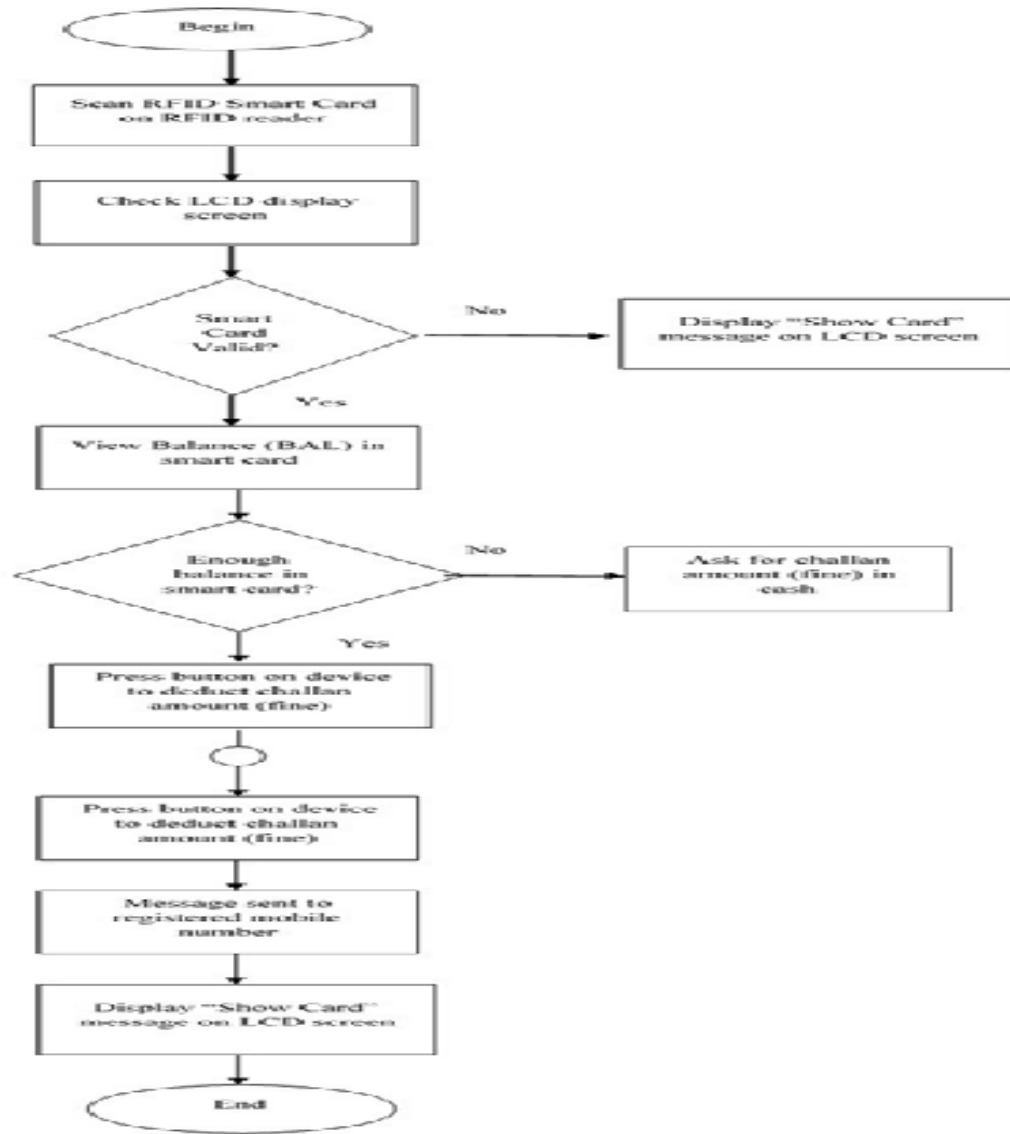 Begin
Scan RFID Smart Card
on RFID reader
Check LCD display
screen
Smart
Card
Valid?
No
Display “Show Card”
message on LCD screen
Yes
View Balance (BAL) in
smart card
Enough
balance in
smart card?
No
Ask for challan
amount (fine) in
cash.
Yes
Press button on device
to deduct challan
amount (fine)
Press button on device
to deduct challan
amount (fine)
Message sent to
registered mobile
number
Display “Show Card”
message on LCD screen
End